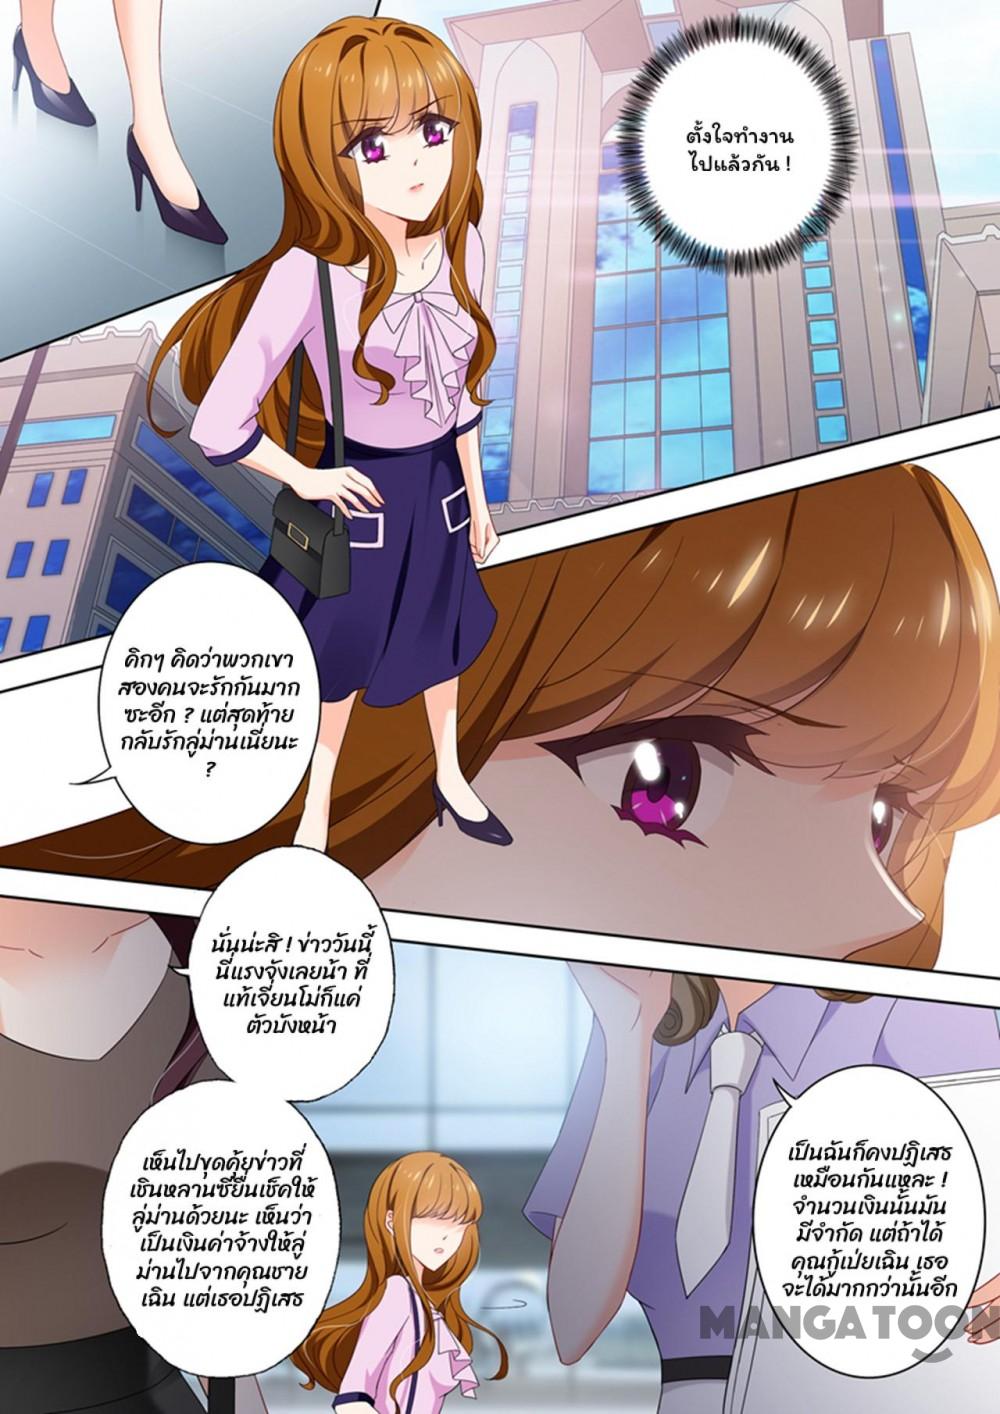 ตั้งใจทำงาน
ไปแล้วกัน !
คิกๆ คิดว่าพวกเขา
สองคนจะรักกันมาก
ซะอีก ? แต่สุดท้าย
กลับรักลู่ม่านเนี่ยนะ
?
นั่นน่ะสิ ! ข่าววันนี้
นี่แรงจังเลยน้า ที่
แท้เจี่ยนโม่ก็แค่
ตัวบังหน้า
เห็นไปขุดคุ้ยข่าวที่
เชินหลานซียื่นเช็คให้
ลู่ม่านด้วยนะ เห็นว่า
เป็นเงินค่าจ้างให้ลู่
ม่านไปจากคุณชาย
เฉิน แต่เธอปฏิเสธ
เป็นฉันก็คงปฏิเสธ
เหมือนกันแหละ !
จำนวนเงินนั้นมัน
มีจำกัด แต่ถ้าได้
คุณกู้เป่ยเฉิน เธอ
จะได้มากกว่านั้นอีก
MANGATOON